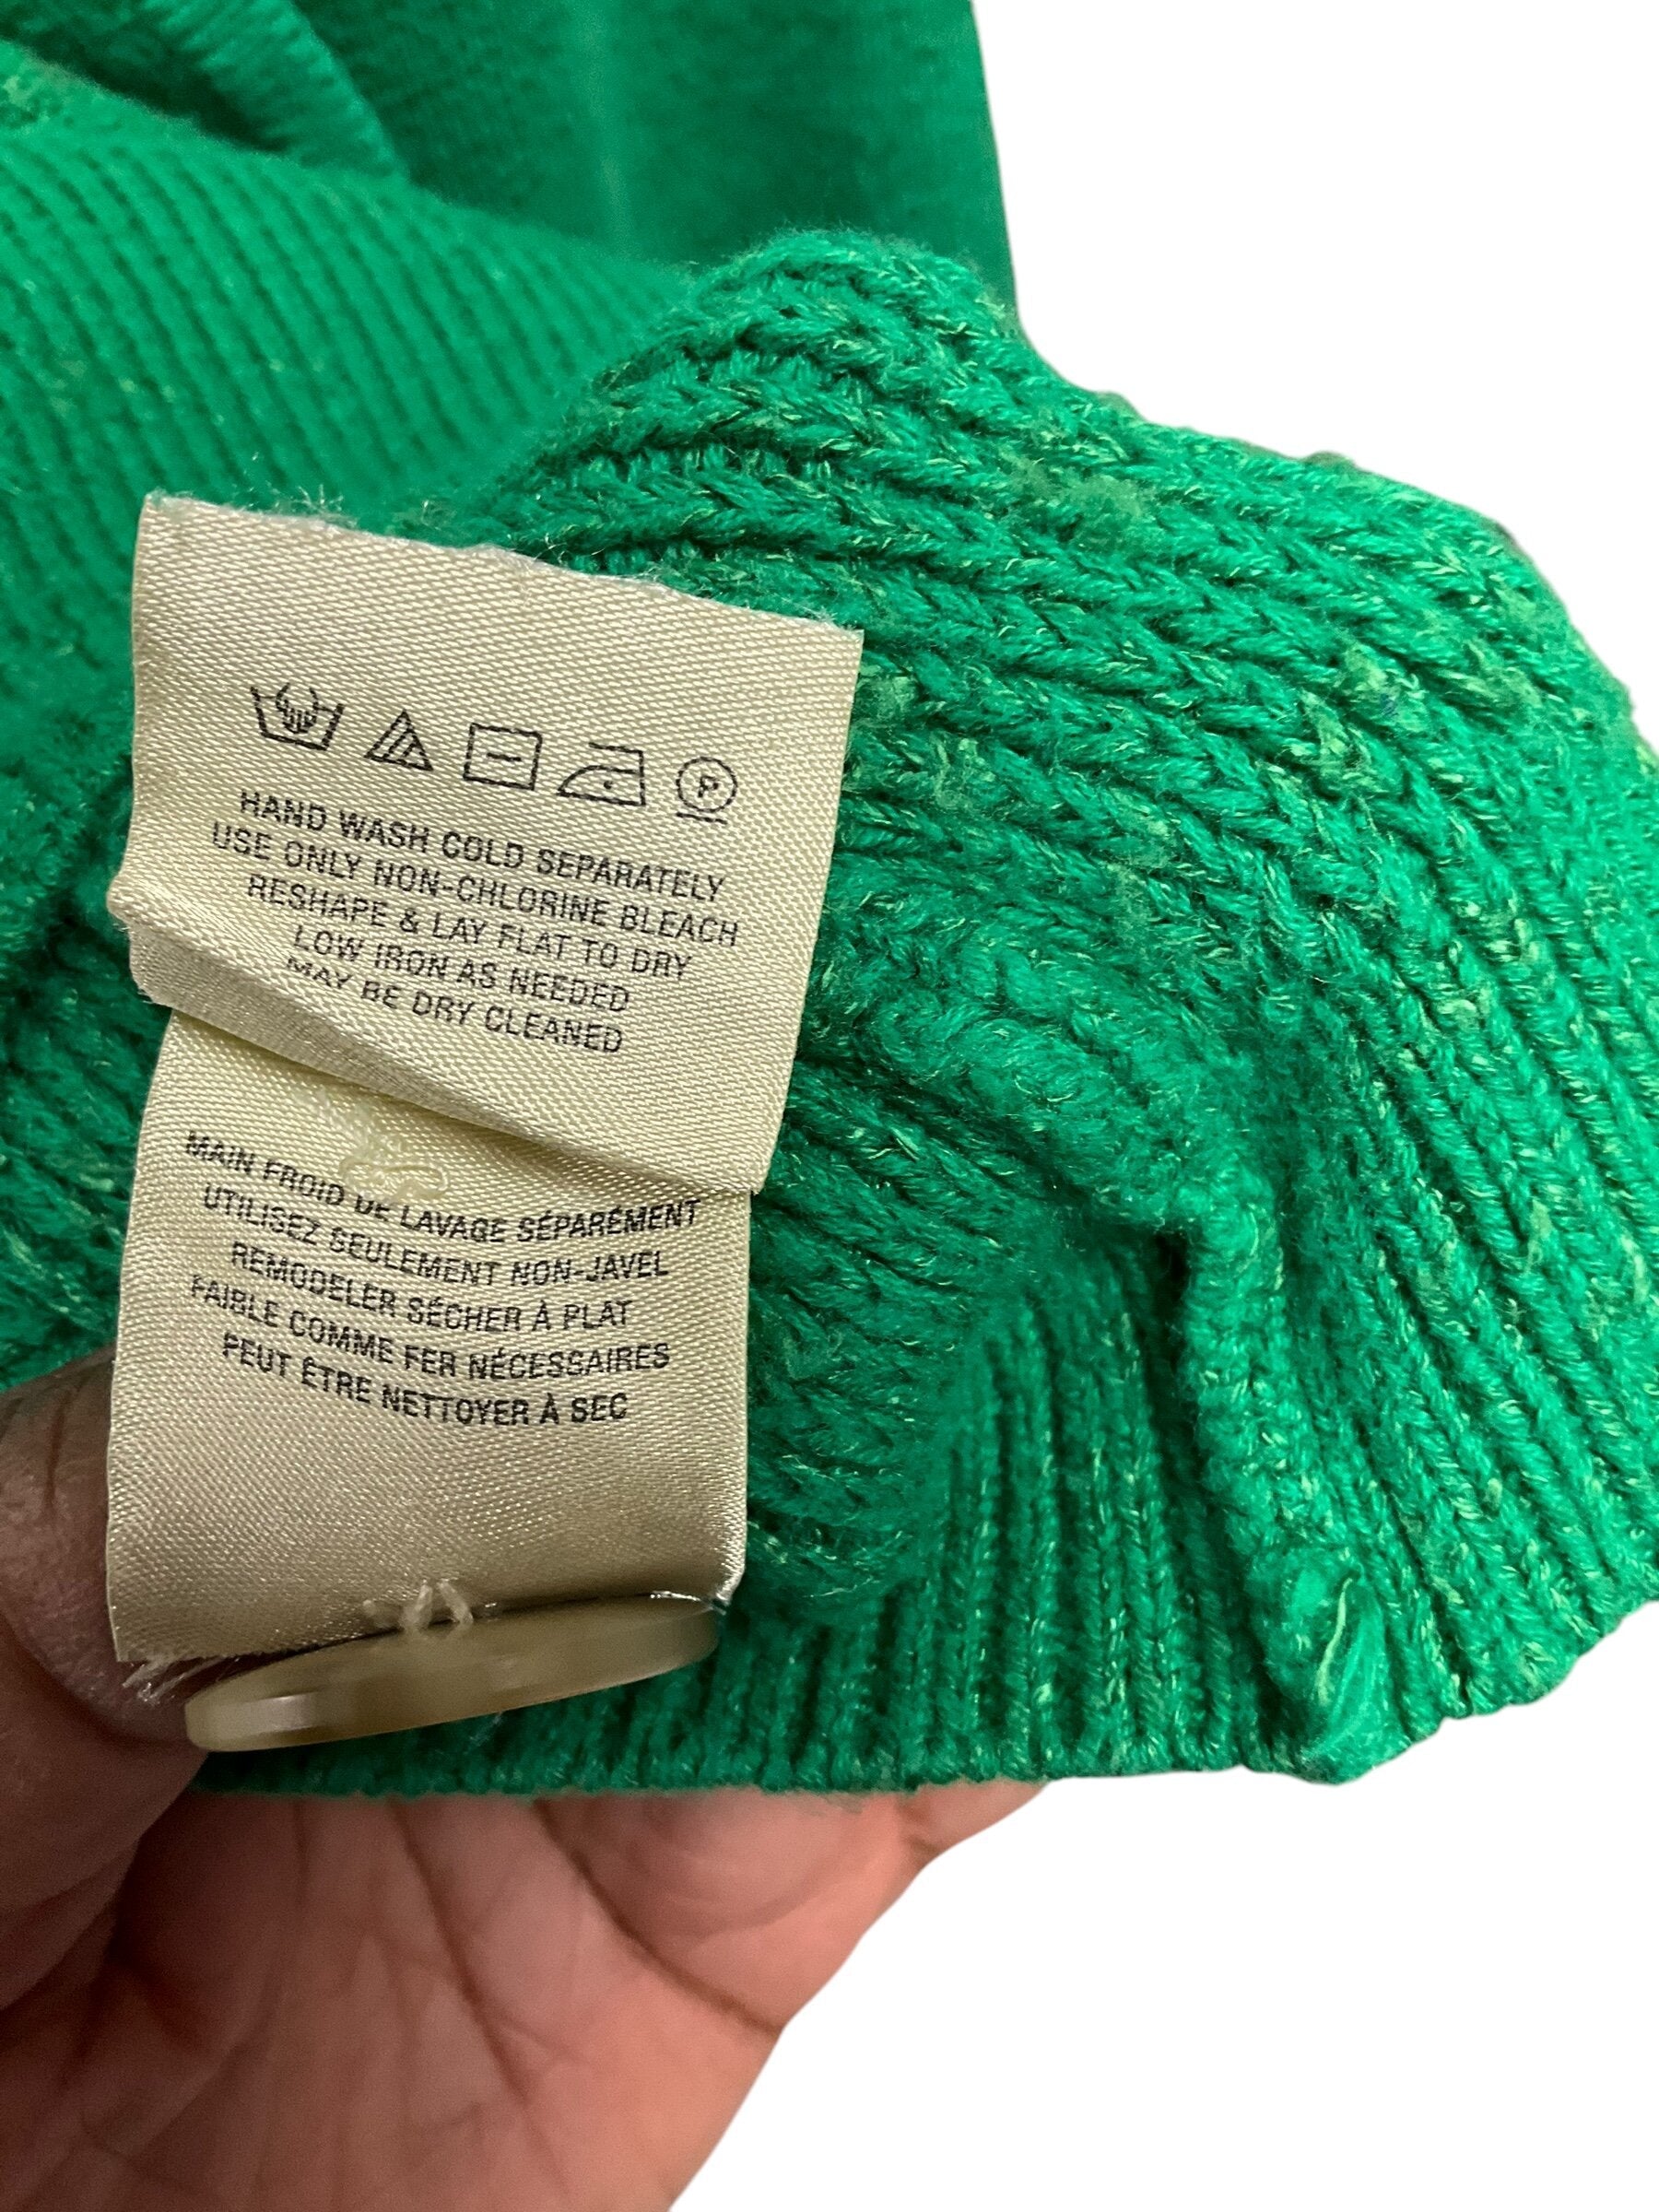 P
HAND WASH COLD SEPARATELY
USE ONLY NON-CHLORINE BLEACH
RESHAPE & LAY FLAT TO DRY
LOW IRON AS NEEDED
MAY BE DRY CLEANED
MAIN FROID DE LAVAGE SÉPARÉMENT
UTILISEZ SEULEMENT NON-JAVEL
REMODELER SÉCHER À PLAT
FAIBLE COMME FER NÉCESSAIRES
PEUT ÊTRE NETTOYER À SEC